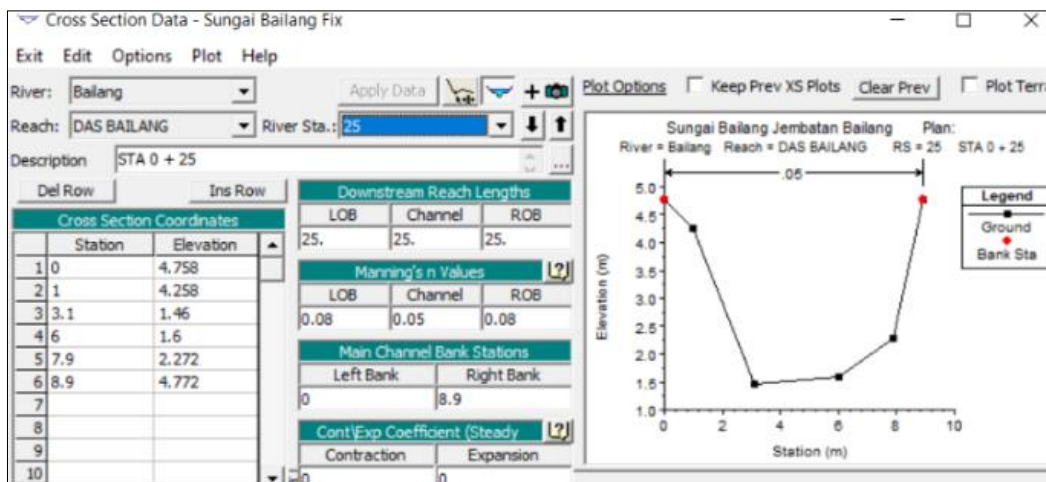 Cross Section Data - Sungai Bailang Fix
Exit Edit Options Plot Help
River: Bailang Apply Data + Plot Options Keep Prev XS Plots Clear Prev Plot Terra
Reach: DAS BAILANG River Sta.: 25
Description STA 0 + 25 ...
Del Row Ins Row
Cross Section Coordinates
Station Elevation
1 0 4.758
2 1 4.258
3 3.1 1.46
4 6 1.6
5 7.9 2.272
6 8.9 4.772
7
8
9
10
Downstream Reach Lengths
LOB Channel ROB
25. 25. 25.
Manning's n Values
LOB Channel ROB
0.08 0.05 0.08
Main Channel Bank Stations
Left Bank Right Bank
0 8.9
Cont\Exp Coefficient (Steady
Contraction Expansion
0 0
Sungai Bailang Jembatan Bailang Plan:
River = Bailang Reach = DAS BAILANG RS = 25 STA 0 + 25
.05
5.0
4.5
4.0
3.5
3.0
2.5
2.0
1.5
1.0
Elevation (m)
0 2 4 6 8 10
Station (m)
Legend
Ground
Bank Sta